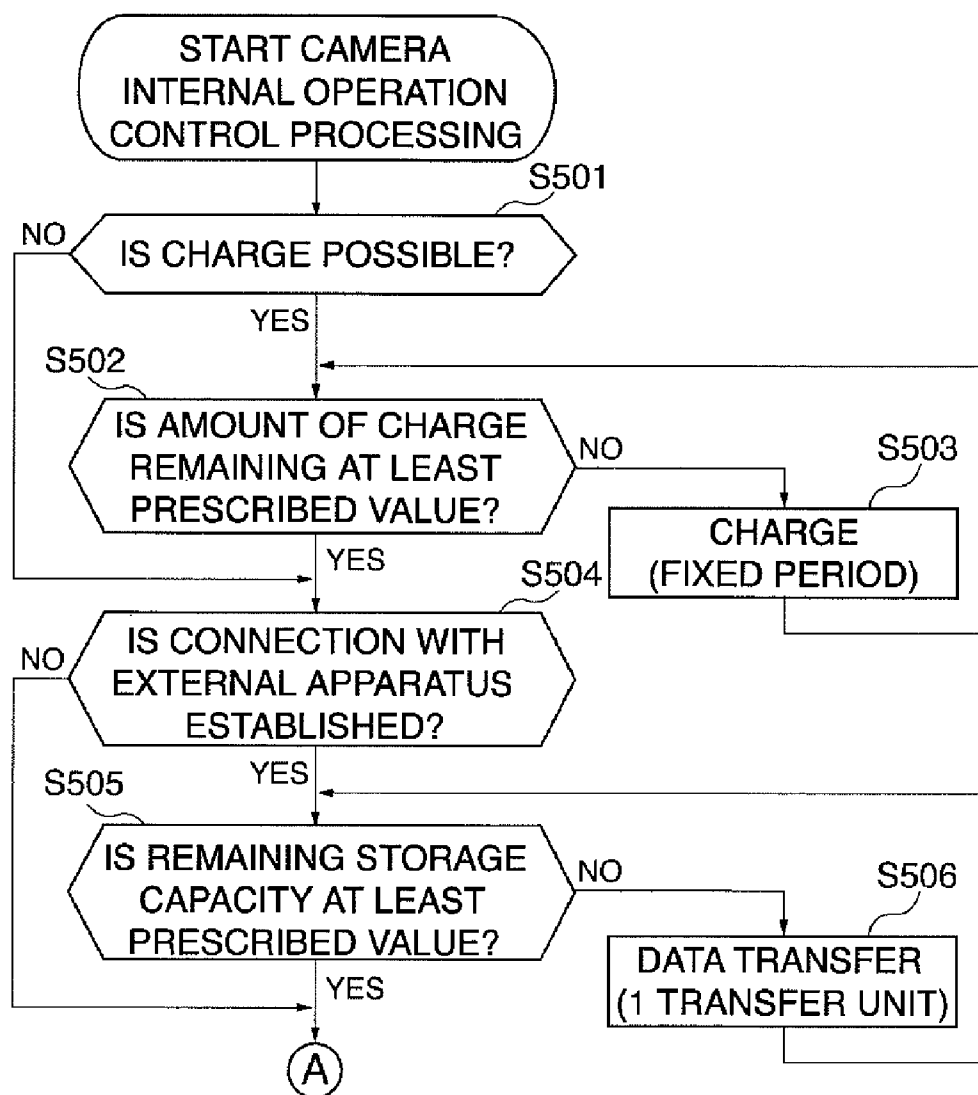 START CAMERA
INTERNAL OPERATION
CONTROL PROCESSING
S501
NO
IS CHARGE POSSIBLE?
YES
S502
IS AMOUNT OF CHARGE
REMAINING AT LEAST
PRESCRIBED VALUE?
NO
S503
CHARGE
(FIXED PERIOD)
YES
S504
NO
IS CONNECTION WITH
EXTERNAL APPARATUS
ESTABLISHED?
YES
S505
IS REMAINING STORAGE
CAPACITY AT LEAST
PRESCRIBED VALUE?
NO
S506
DATA TRANSFER
(1 TRANSFER UNIT)
YES
A